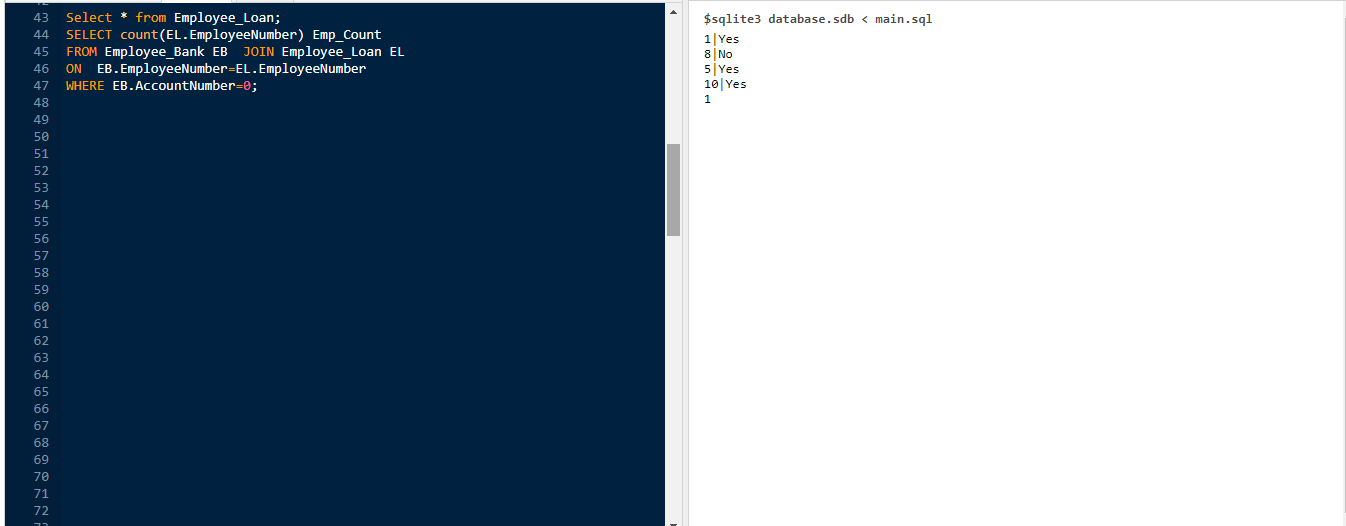 43 Select * from Employee_Loan;
44 SELECT count(EL.EmployeeNumber) Emp_Count
45 FROM Employee_Bank EB  JOIN Employee_Loan EL
46 ON  EB.EmployeeNumber=EL.EmployeeNumber
47 WHERE EB.AccountNumber=0;
48
49
50
51
52
53
54
55
56
57
58
59
60
61
62
63
64
65
66
67
68
69
70
71
72
$sqlite3 database.sdb < main.sql
1|Yes
8|No
5|Yes
10|Yes
1